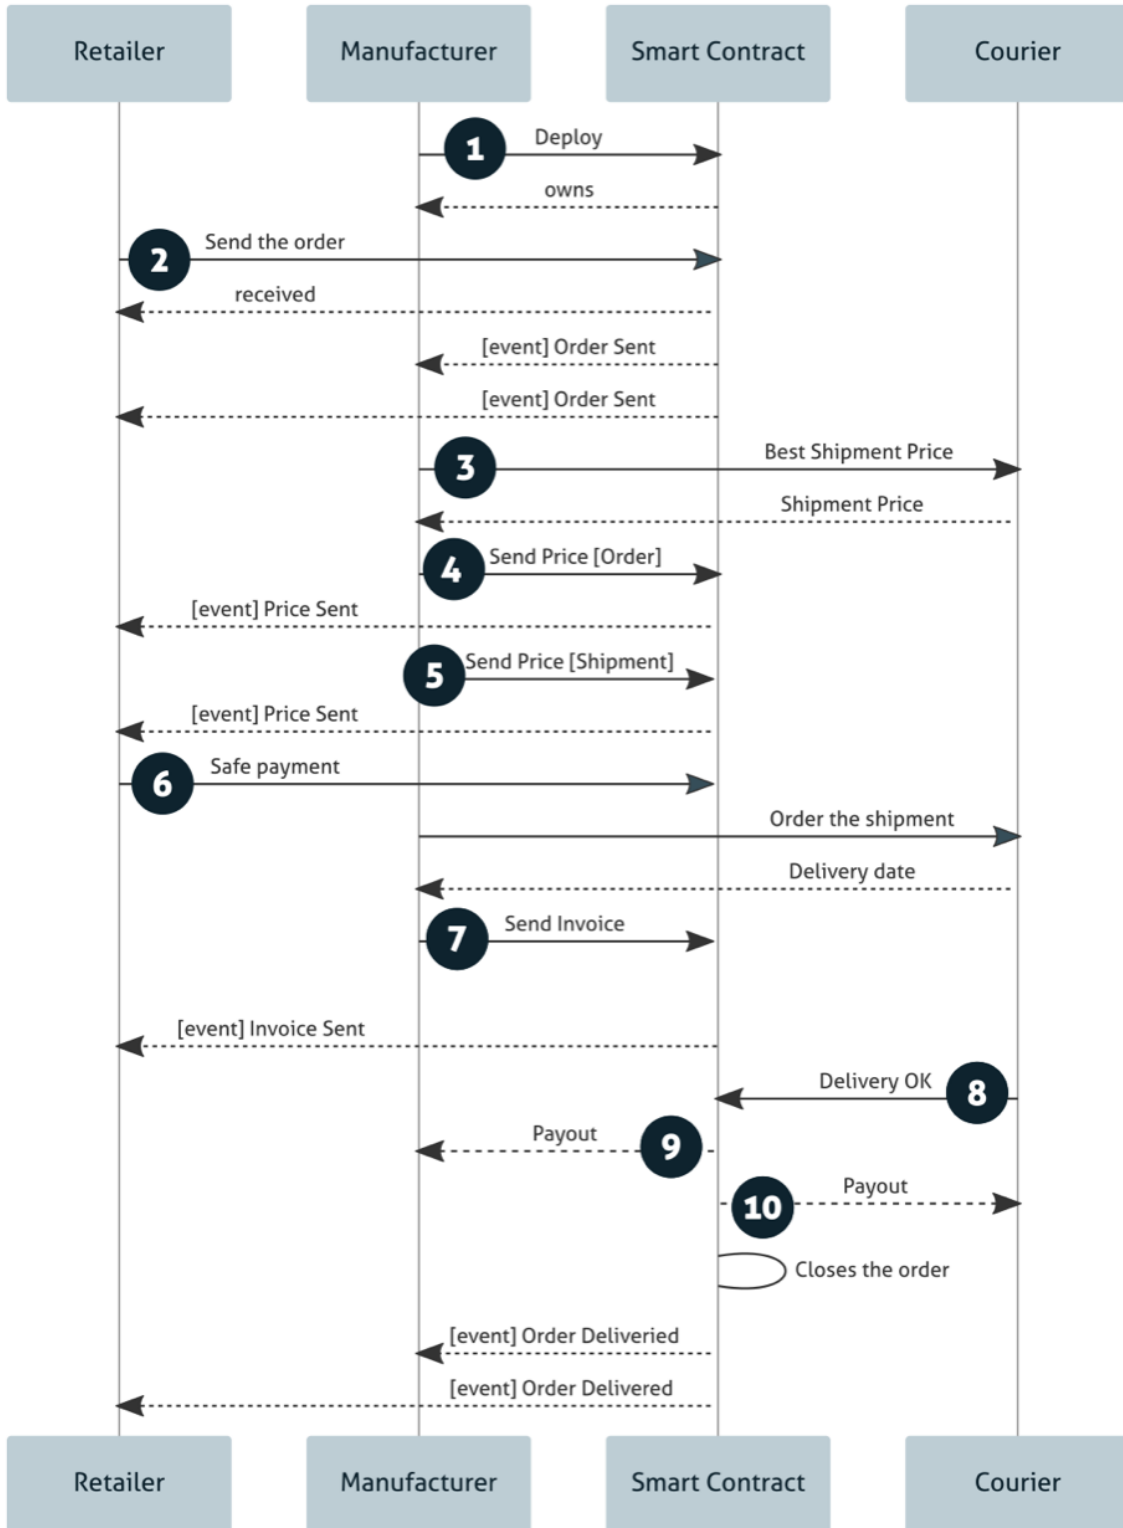 Retailer
Manufacturer
Smart Contract
Courier
1
Deploy
owns
2
Send the order
received
[event] Order Sent
[event] Order Sent
3
Best Shipment Price
Shipment Price
4
Send Price [Order]
[event] Price Sent
5
Send Price [Shipment]
[event] Price Sent
6
Safe payment
Order the shipment
Delivery date
7
Send Invoice
[event] Invoice Sent
Delivery OK
8
Payout
9
10
Payout
Closes the order
[event] Order Deliveried
[event] Order Delivered
Retailer
Manufacturer
Smart Contract
Courier